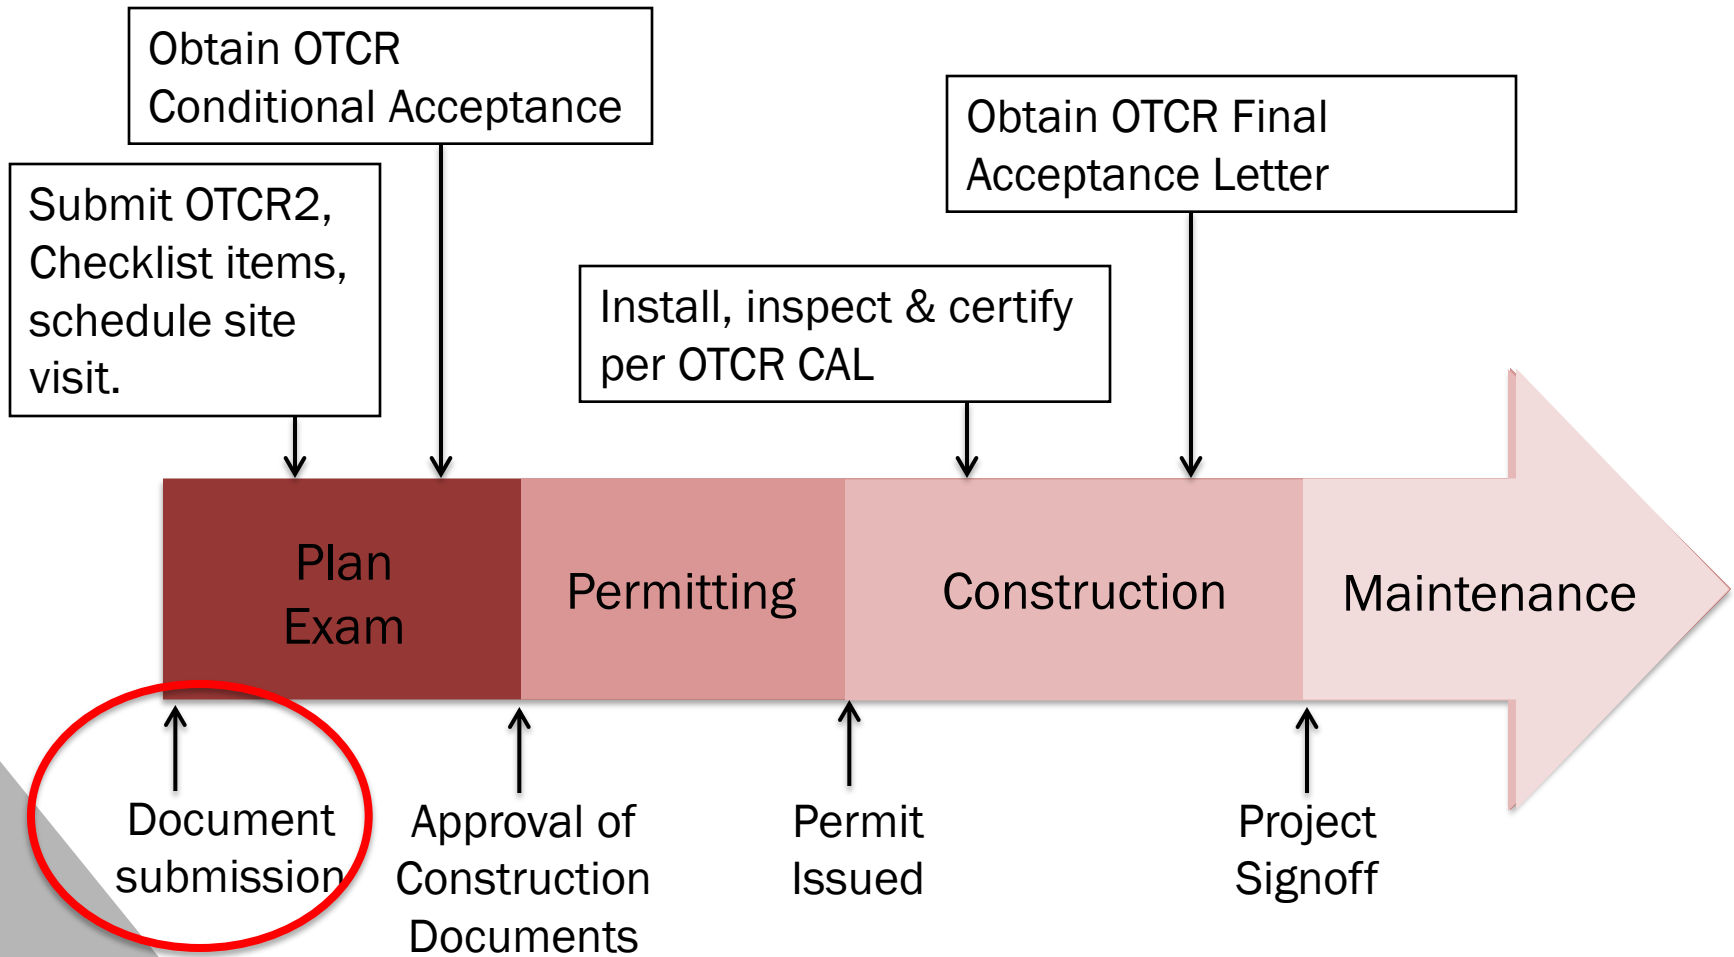 Obtain OTCR
Conditional Acceptance
Submit OTCR2,
Checklist items,
schedule site
visit.
Obtain OTCR Final
Acceptance Letter
Install, inspect & certify
per OTCR CAL
Plan
Exam
Permitting
Construction
Maintenance
Document
submission
Approval of
Construction
Documents
Permit
Issued
Project
Signoff